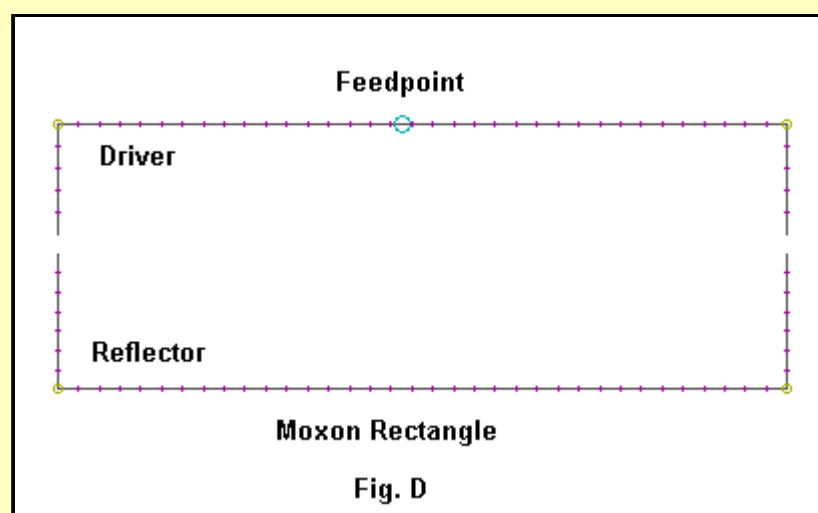 Feedpoint
Driver
Reflector
Moxon Rectangle
Fig. D